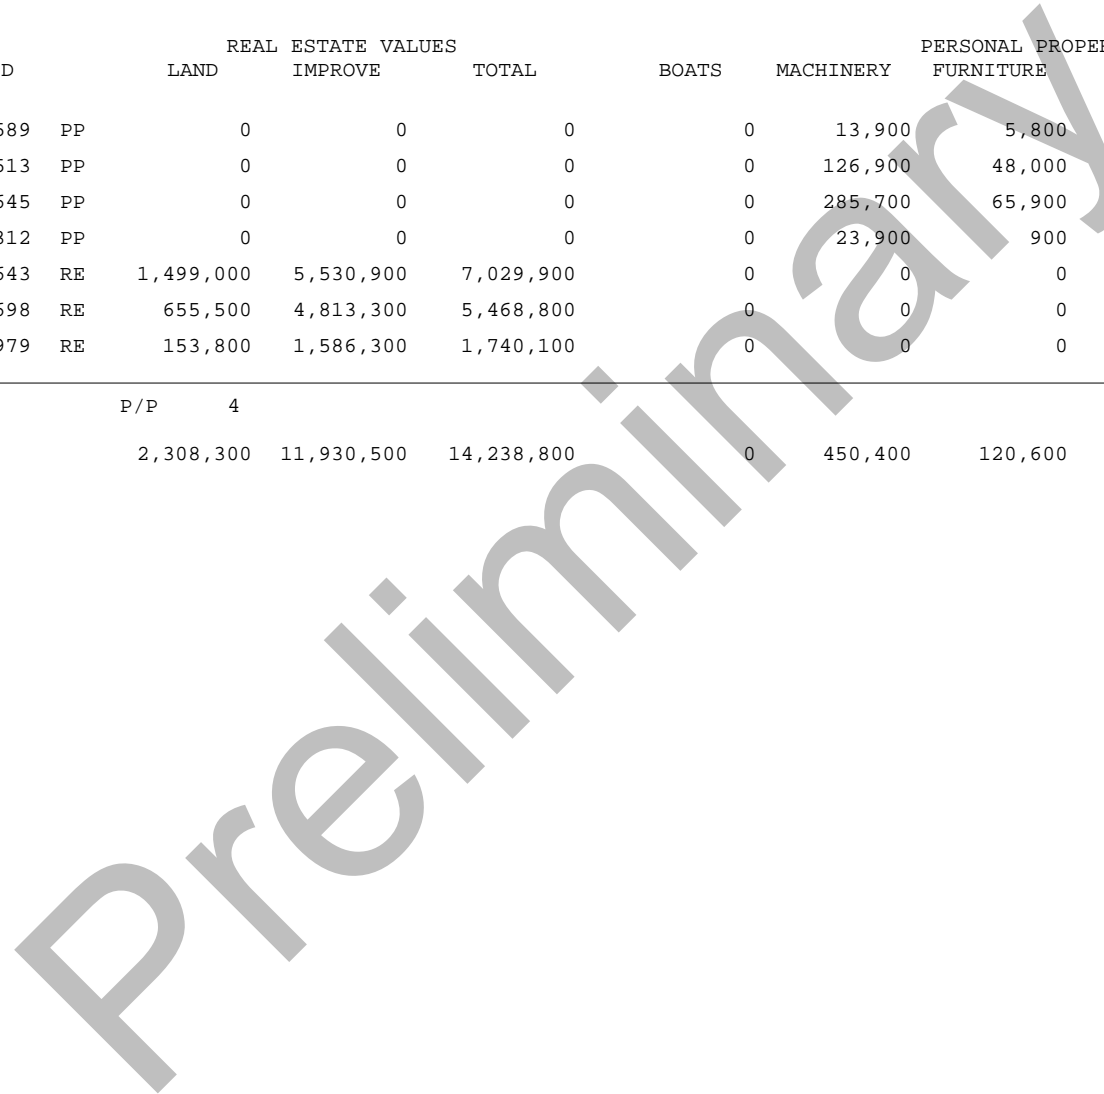 REAL ESTATE VALUES PERSONAL PROPE
D LAND IMPROVE TOTAL BOATS MACHINERY FURNITURE
589 PP 0 0 0 0 13,900 5,800
513 PP 0 0 0 0 126,900 48,000
545 PP 0 0 0 0 285,700 65,900
312 PP 0 0 0 0 23,900 900
543 RE 1,499,000 5,530,900 7,029,900 0 0 0
598 RE 655,500 4,813,300 5,468,800 0 0 0
979 RE 153,800 1,586,300 1,740,100 0 0 0
P/P 4
2,308,300 11,930,500 14,238,800 0 450,400 120,600
Preliminary